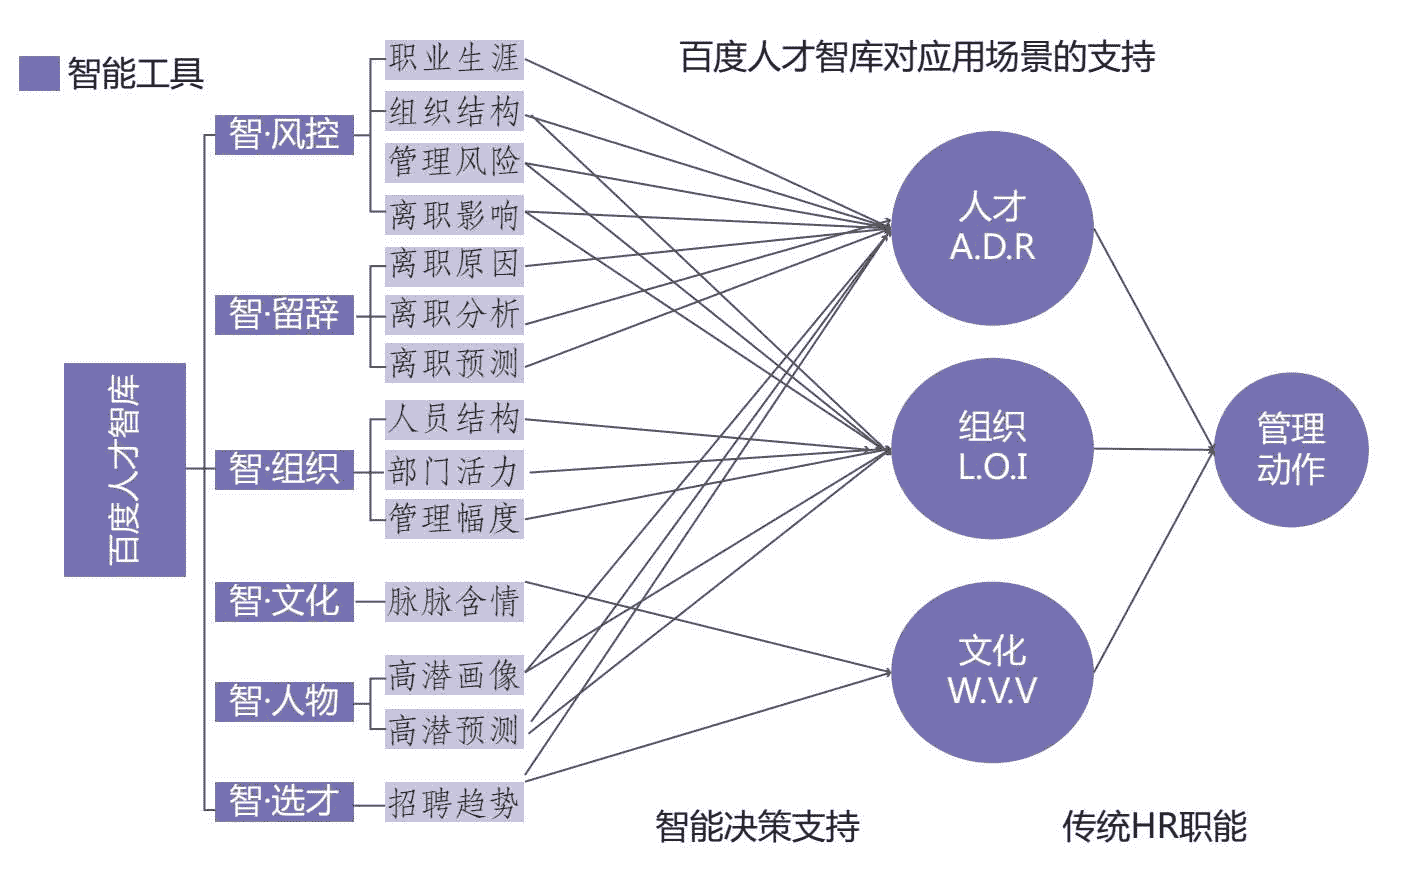 百度人才智库对应用场景的支持
智能工具
百度人才智库
智·风控
职业生涯
组织结构
管理风险
离职影响
智·留辞
离职原因
离职分析
离职预测
智·组织
人员结构
部门活力
管理幅度
智·文化
脉脉含情
智·人物
高潜画像
高潜预测
智·选才
招聘趋势
人才
A.D.R
组织
L.O.I
文化
W.V.V
管理
动作
智能决策支持
传统HR职能